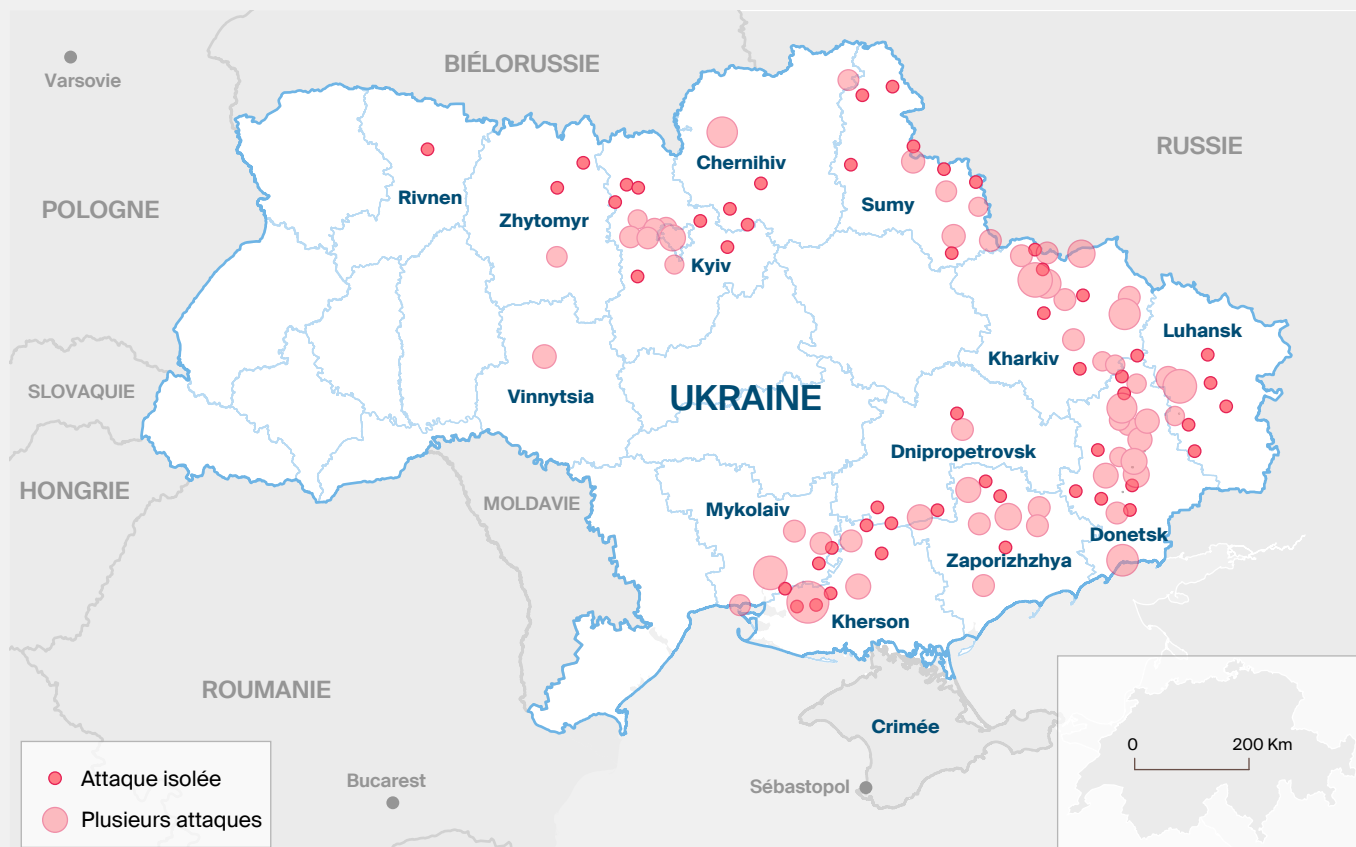 BIÉLORUSSIE
Varsovie
RUSSIE
Chernihiv
POLOGNE
Rivnen
Sumy
Zhytomyr
Kyiv
Luhansk
Kharkiv
SLOVAQUIE
Vinnytsia
UKRAINE
Dnipropetrovsk
HONGRIE
MOLDAVIE
Mykolaiv
Donetsk
Zaporizhzhya
Kherson
ROUMANIE
Crimée
0 200 Km
Attaque isolée
Bucarest
Sébastopol
Plusieurs attaques